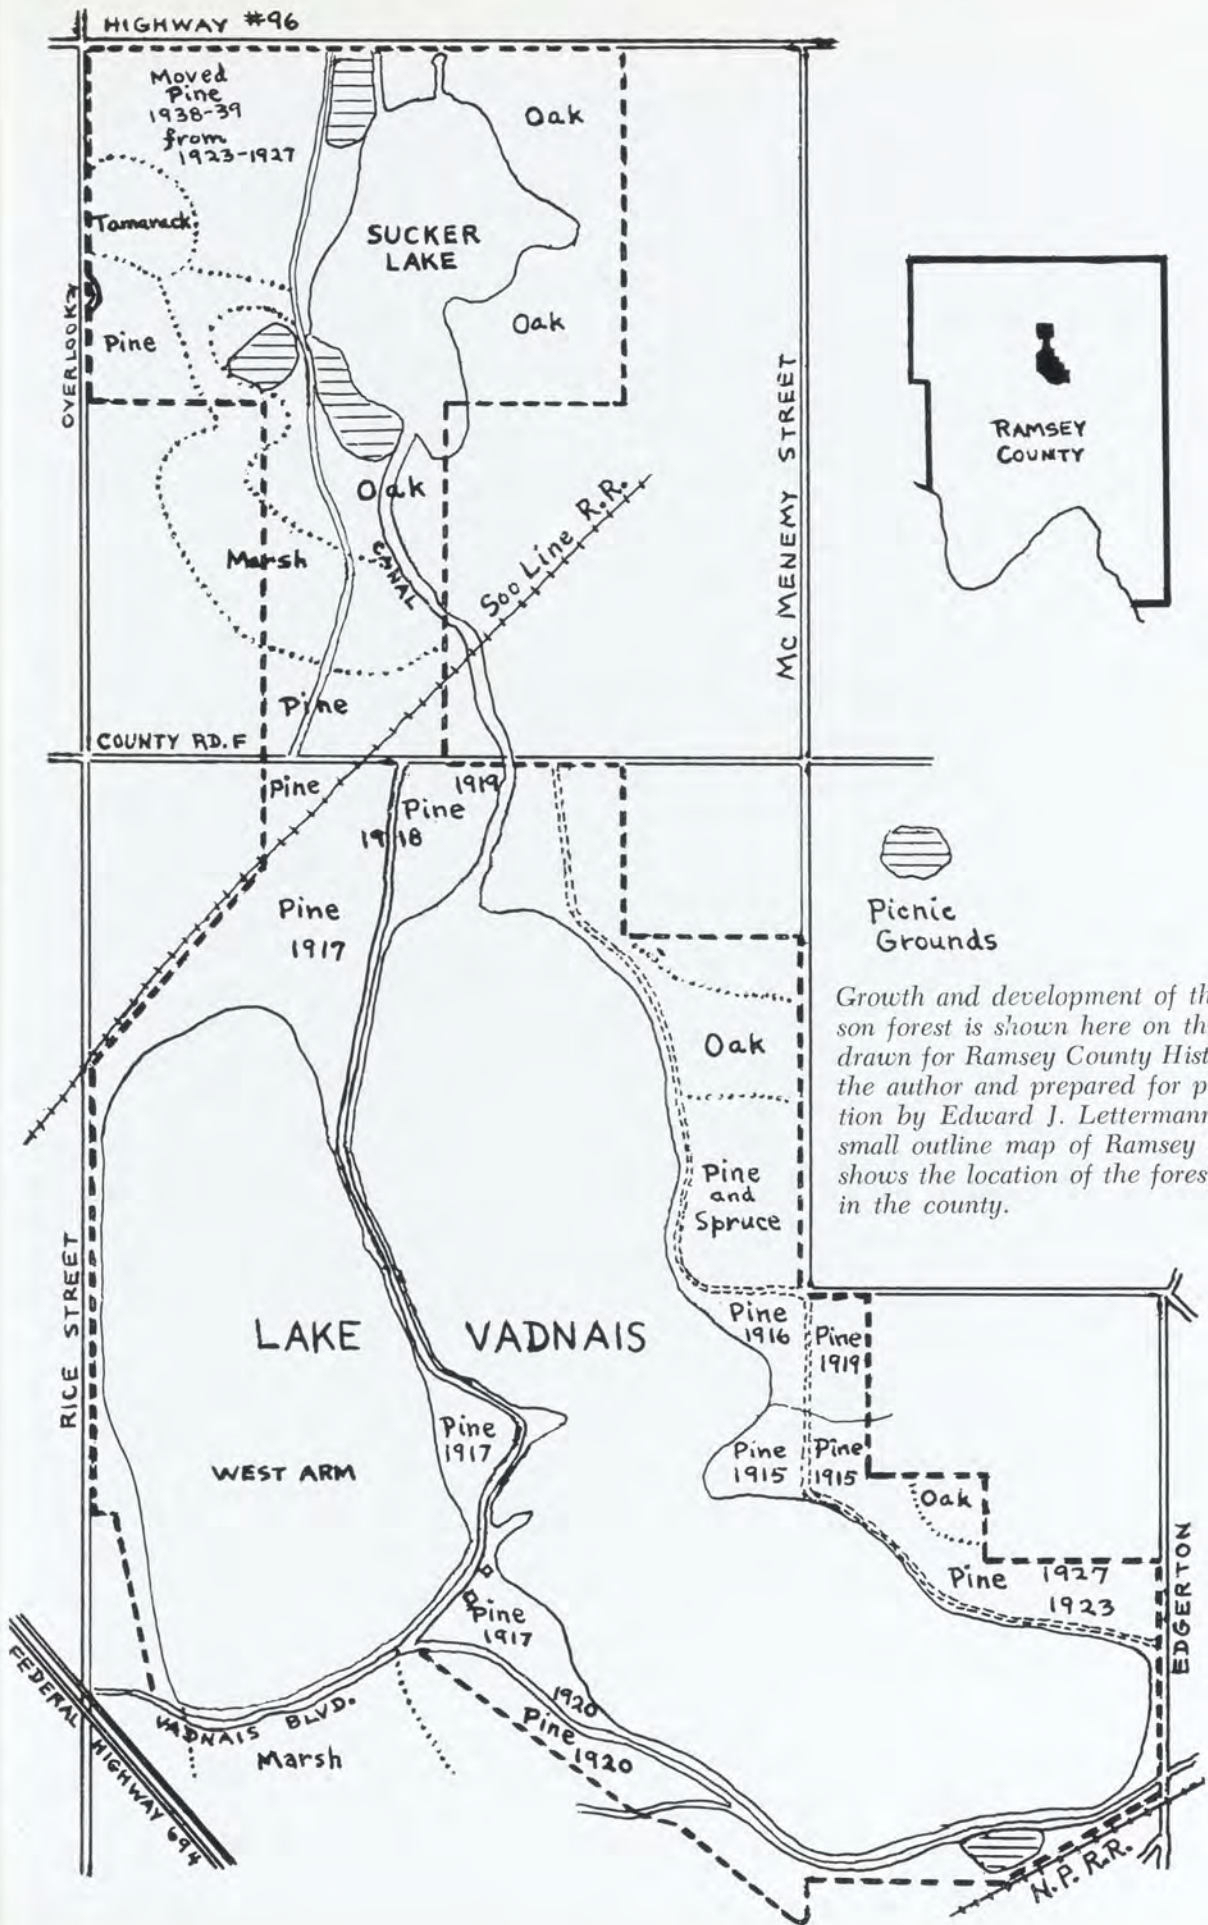 HIGHWAY #96
Moved
Pine
1938-39
from
1923-1927
Oak
Tamarack
SUCKER
LAKE
Oak
Pine
OVERLOOK
MC MENEMY STREET
RAMSEY
COUNTY
Oak
Marsh
CANAL
Soo Line R.R.
Pine
COUNTY RD. F
Pine
1919
Pine
1918
Pine
1917
Picnic
Grounds
Growth and development of th
son forest is shown here on th
drawn for Ramsey County Hist
the author and prepared for p
tion by Edward J. Lettermann
small outline map of Ramsey
shows the location of the fores
in the county.
Oak
Pine
and
Spruce
RICE STREET
LAKE VADNAIS
Pine
1916
Pine
1919
Pine
1917
WEST ARM
Pine
1915
Pine
1915
Oak
Pine 1927
1923
EDGERTON
Pine
1917
FEDERAL HIGHWAY 694
VADNAIS BLVD.
Marsh
1920
Pine
1920
N.P. R.R.